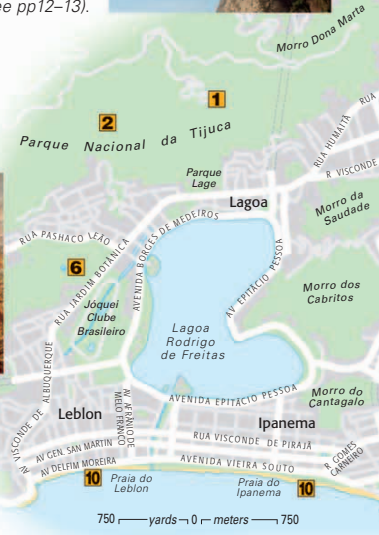 ee pp12–13).
Morro Dona Marta
1
2
Parque Nacional da Tijuca
RUA HUMAITÁ
RUA
R VISCONDE
Parque
Lage
Lagoa
Morro da
Saudade
RUA PASHACO LEÃO
AVENIDA BORGES DE MEDEIROS
RUA JARDIM BOTÂNICA
6
AV EPITÁCIO PESSOA
Morro dos
Cabritos
Jóquei
Clube
Brasileiro
Lagoa
Rodrigo
de Freitas
AV VISCONDE DE ALBUQUERQUE
AV AFRÂNIO DE
MELO FRANCO
AVENIDA EPITÁCIO PESSOA
Morro do
Cantagalo
Leblon
Ipanema
RUA VISCONDE DE PIRAJÁ
AV GEN. SAN MARTIN
AV DELFIM MOREIRA
AVENIDA VIEIRA SOUTO
R. GOMES
CARNEIRO
10
Praia do
Leblon
Praia do
Ipanema
10
750 yards 0 meters 750